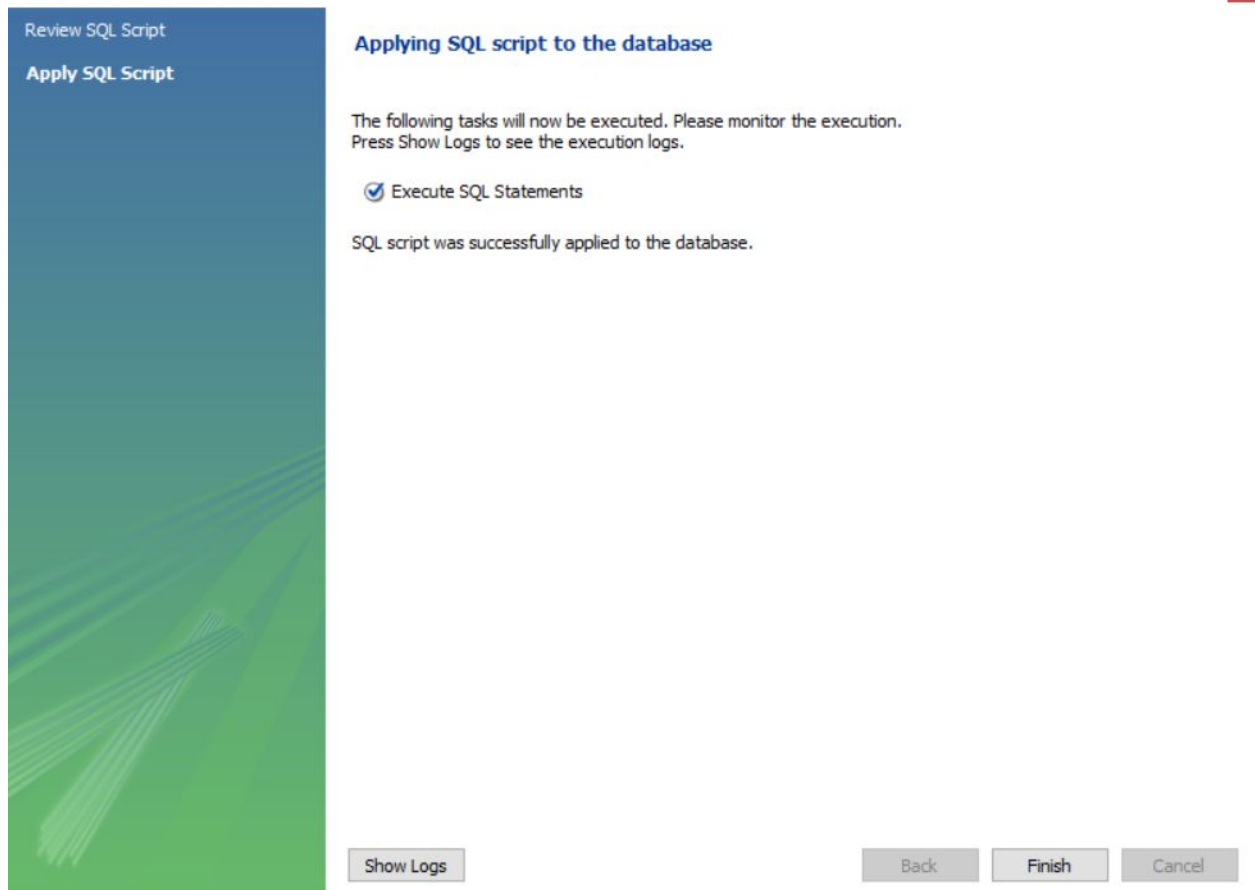 Review SQL Script
Apply SQL Script
Applying SQL script to the database
The following tasks will now be executed. Please monitor the execution.
Press Show Logs to see the execution logs.
Execute SQL Statements
SQL script was successfully applied to the database.
Show Logs
Back
Finish
Cancel